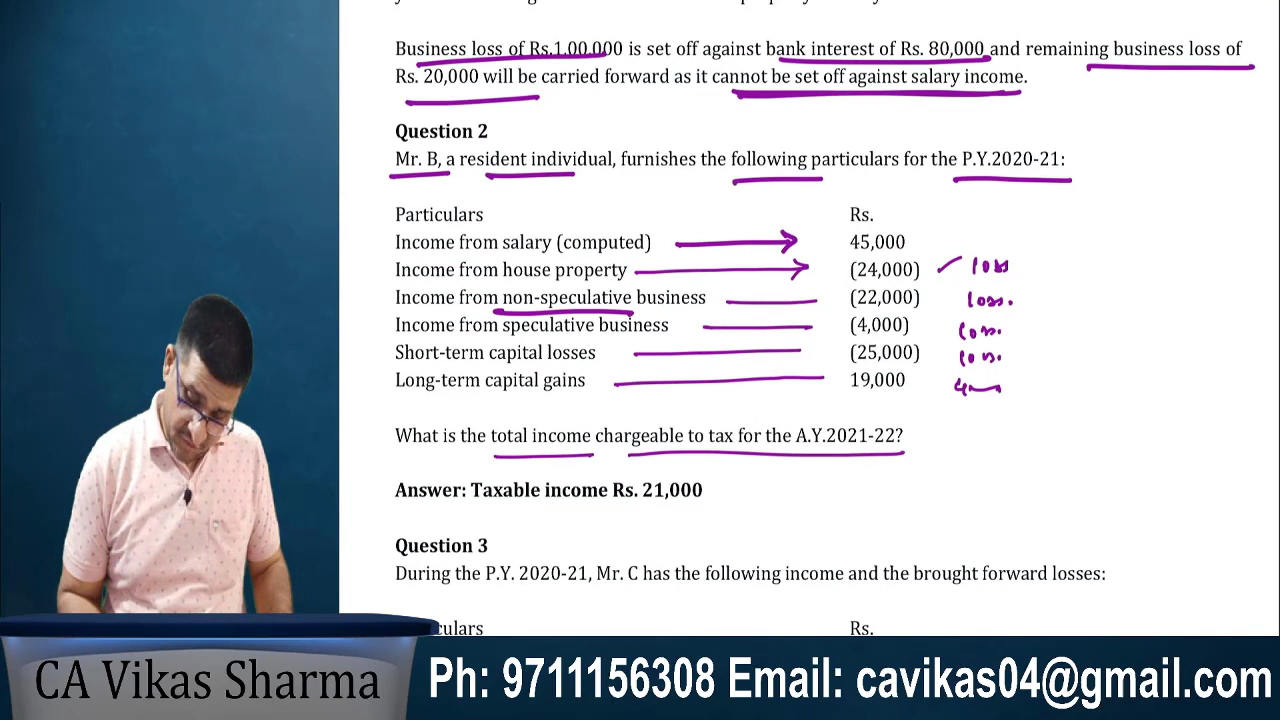 Business loss of Rs.1,00,000 is set off against bank interest of Rs. 80,000 and remaining business loss of
Rs. 20,000 will be carried forward as it cannot be set off against salary income.
Question 2
Mr. B, a resident individual, furnishes the following particulars for the P.Y.2020-21:
Particulars Rs.
Income from salary (computed) 45,000
Income from house property (24,000) loss
Income from non-speculative business (22,000) loss.
Income from speculative business (4,000) loss.
Short-term capital losses (25,000) loss.
Long-term capital gains 19,000
What is the total income chargeable to tax for the A.Y.2021-22?
Answer: Taxable income Rs. 21,000
Question 3
During the P.Y. 2020-21, Mr. C has the following income and the brought forward losses:
culars Rs.
CA Vikas Sharma
Ph: 9711156308 Email: cavikas04@gmail.com